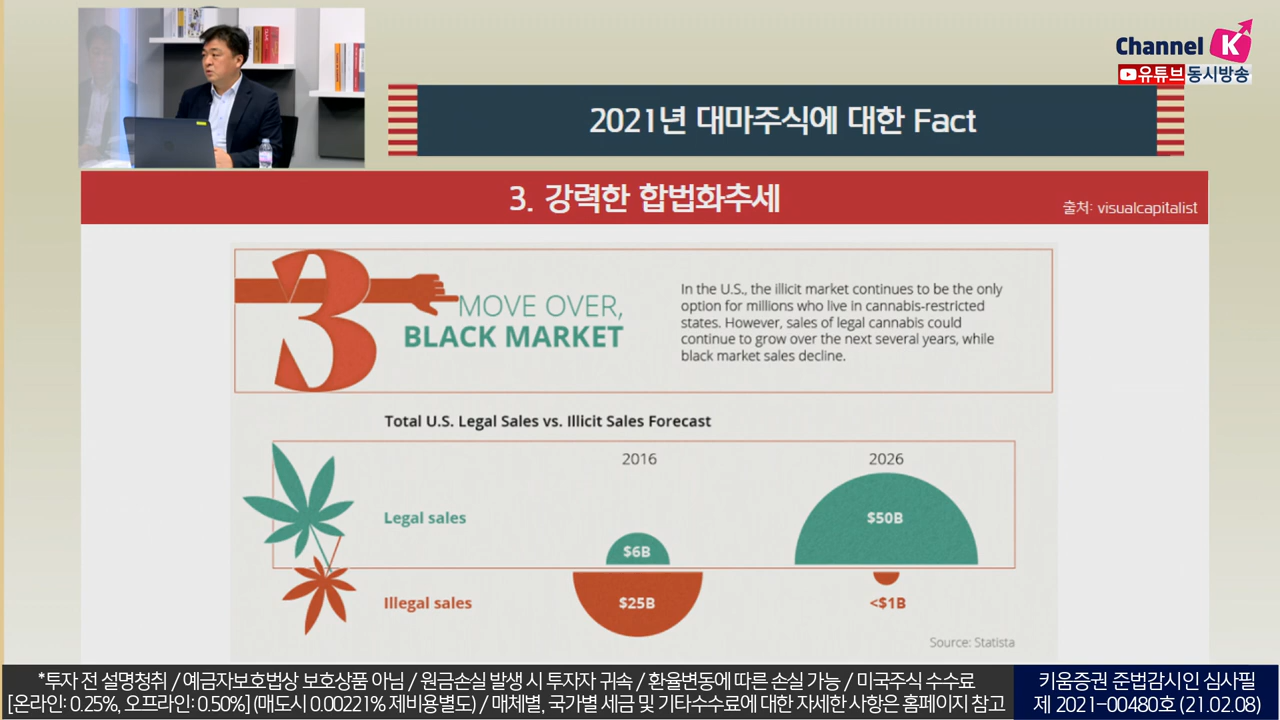 Channel K
유튜브동시방송
2021년 대마주식에 대한 Fact
3. 강력한 합법화추세
출처: visualcapitalist
3
MOVE OVER,
BLACK MARKET
In the U.S., the illicit market continues to be the only
option for millions who live in cannabis-restricted
states. However, sales of legal cannabis could
continue to grow over the next several years, while
black market sales decline.
Total U.S. Legal Sales vs. Illicit Sales Forecast
2016
2026
Legal sales
$6B
$50B
Illegal sales
$25B
<$1B
Source: Statista
*투자 전 설명청취 / 예금자보호법상 보호상품 아님 / 원금손실 발생 시 투자자 귀속 / 환율변동에 따른 손실 가능 / 미국주식 수수료
[온라인: 0.25%, 오프라인: 0.50%] (매도시 0.00221% 제비용별도) / 매체별, 국가별 세금 및 기타수수료에 대한 자세한 사항은 홈페이지 참고
키움증권 준법감시인 심사필
제 2021-00480호 (21.02.08)